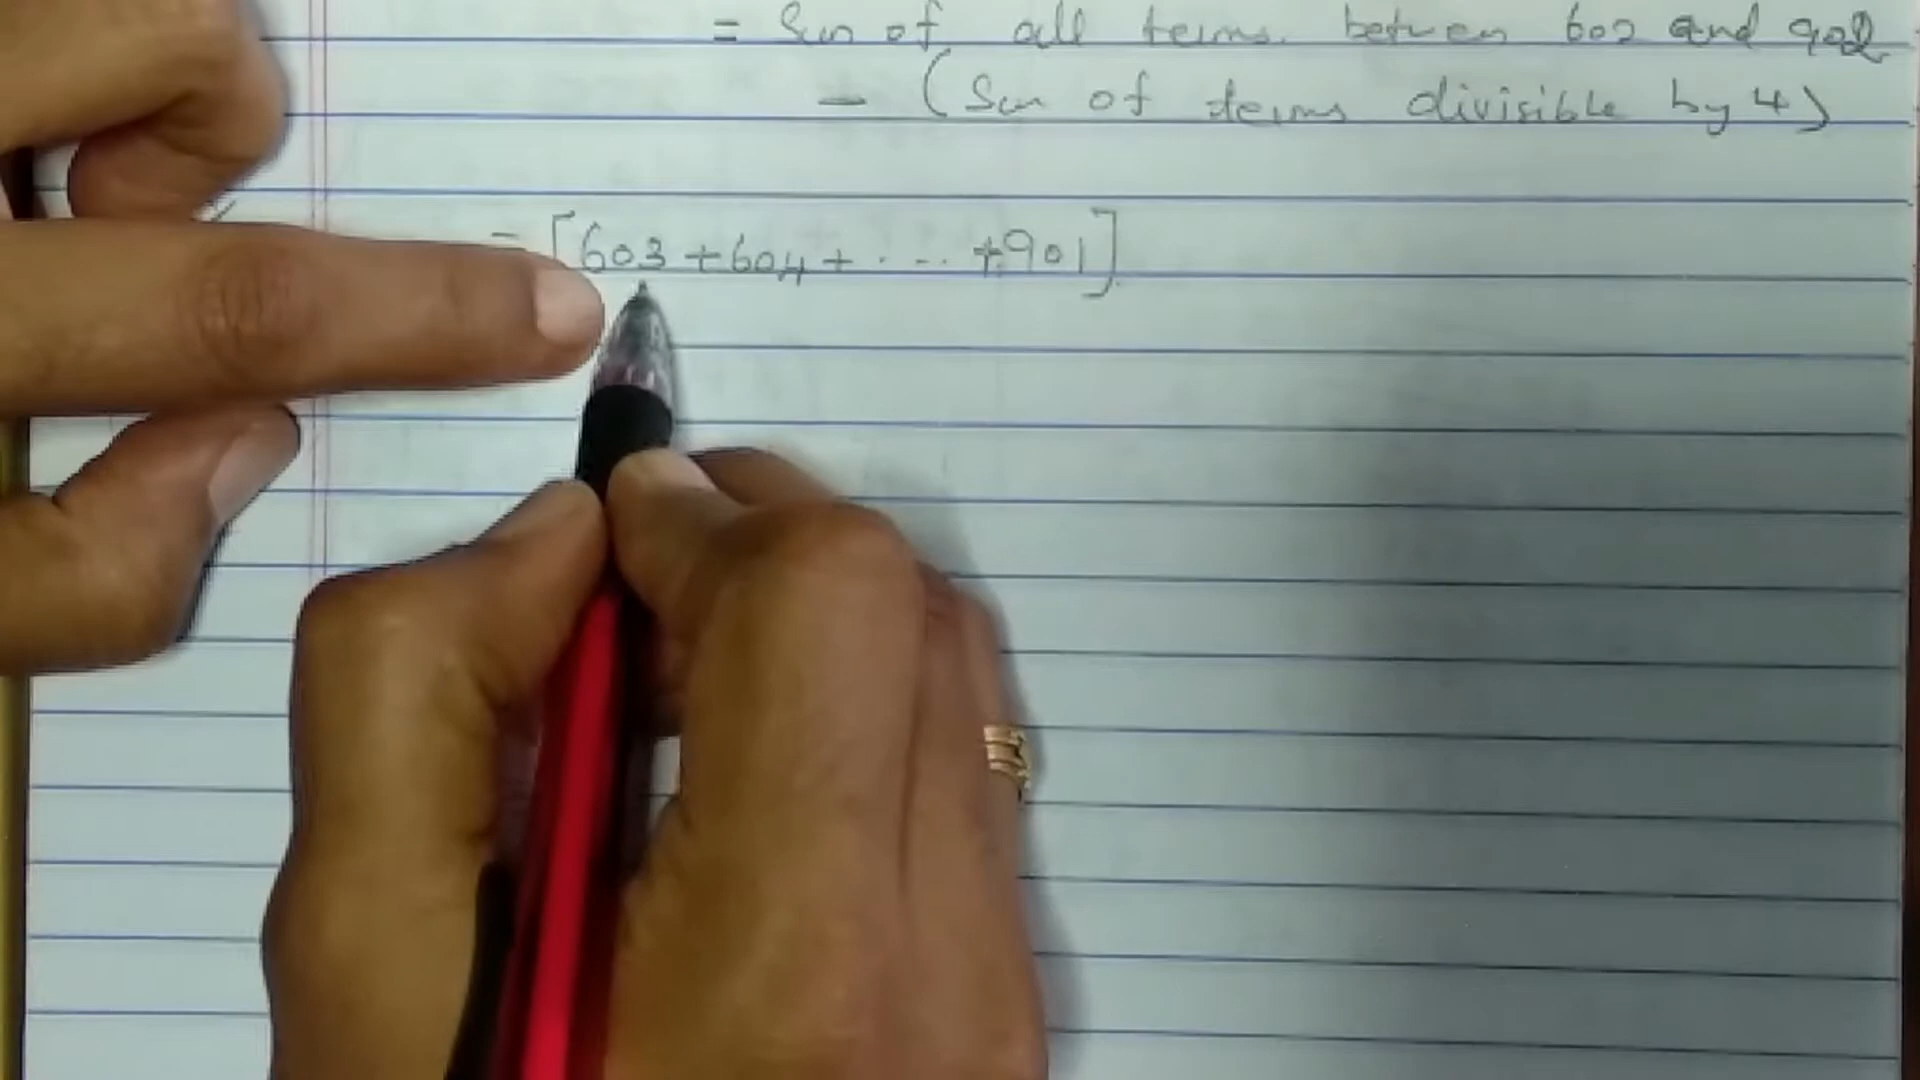 = Sum of all terms. between 602 and 902
- (Sum of terms divisible by 4)
= [603 + 604 + . . . . + 901]